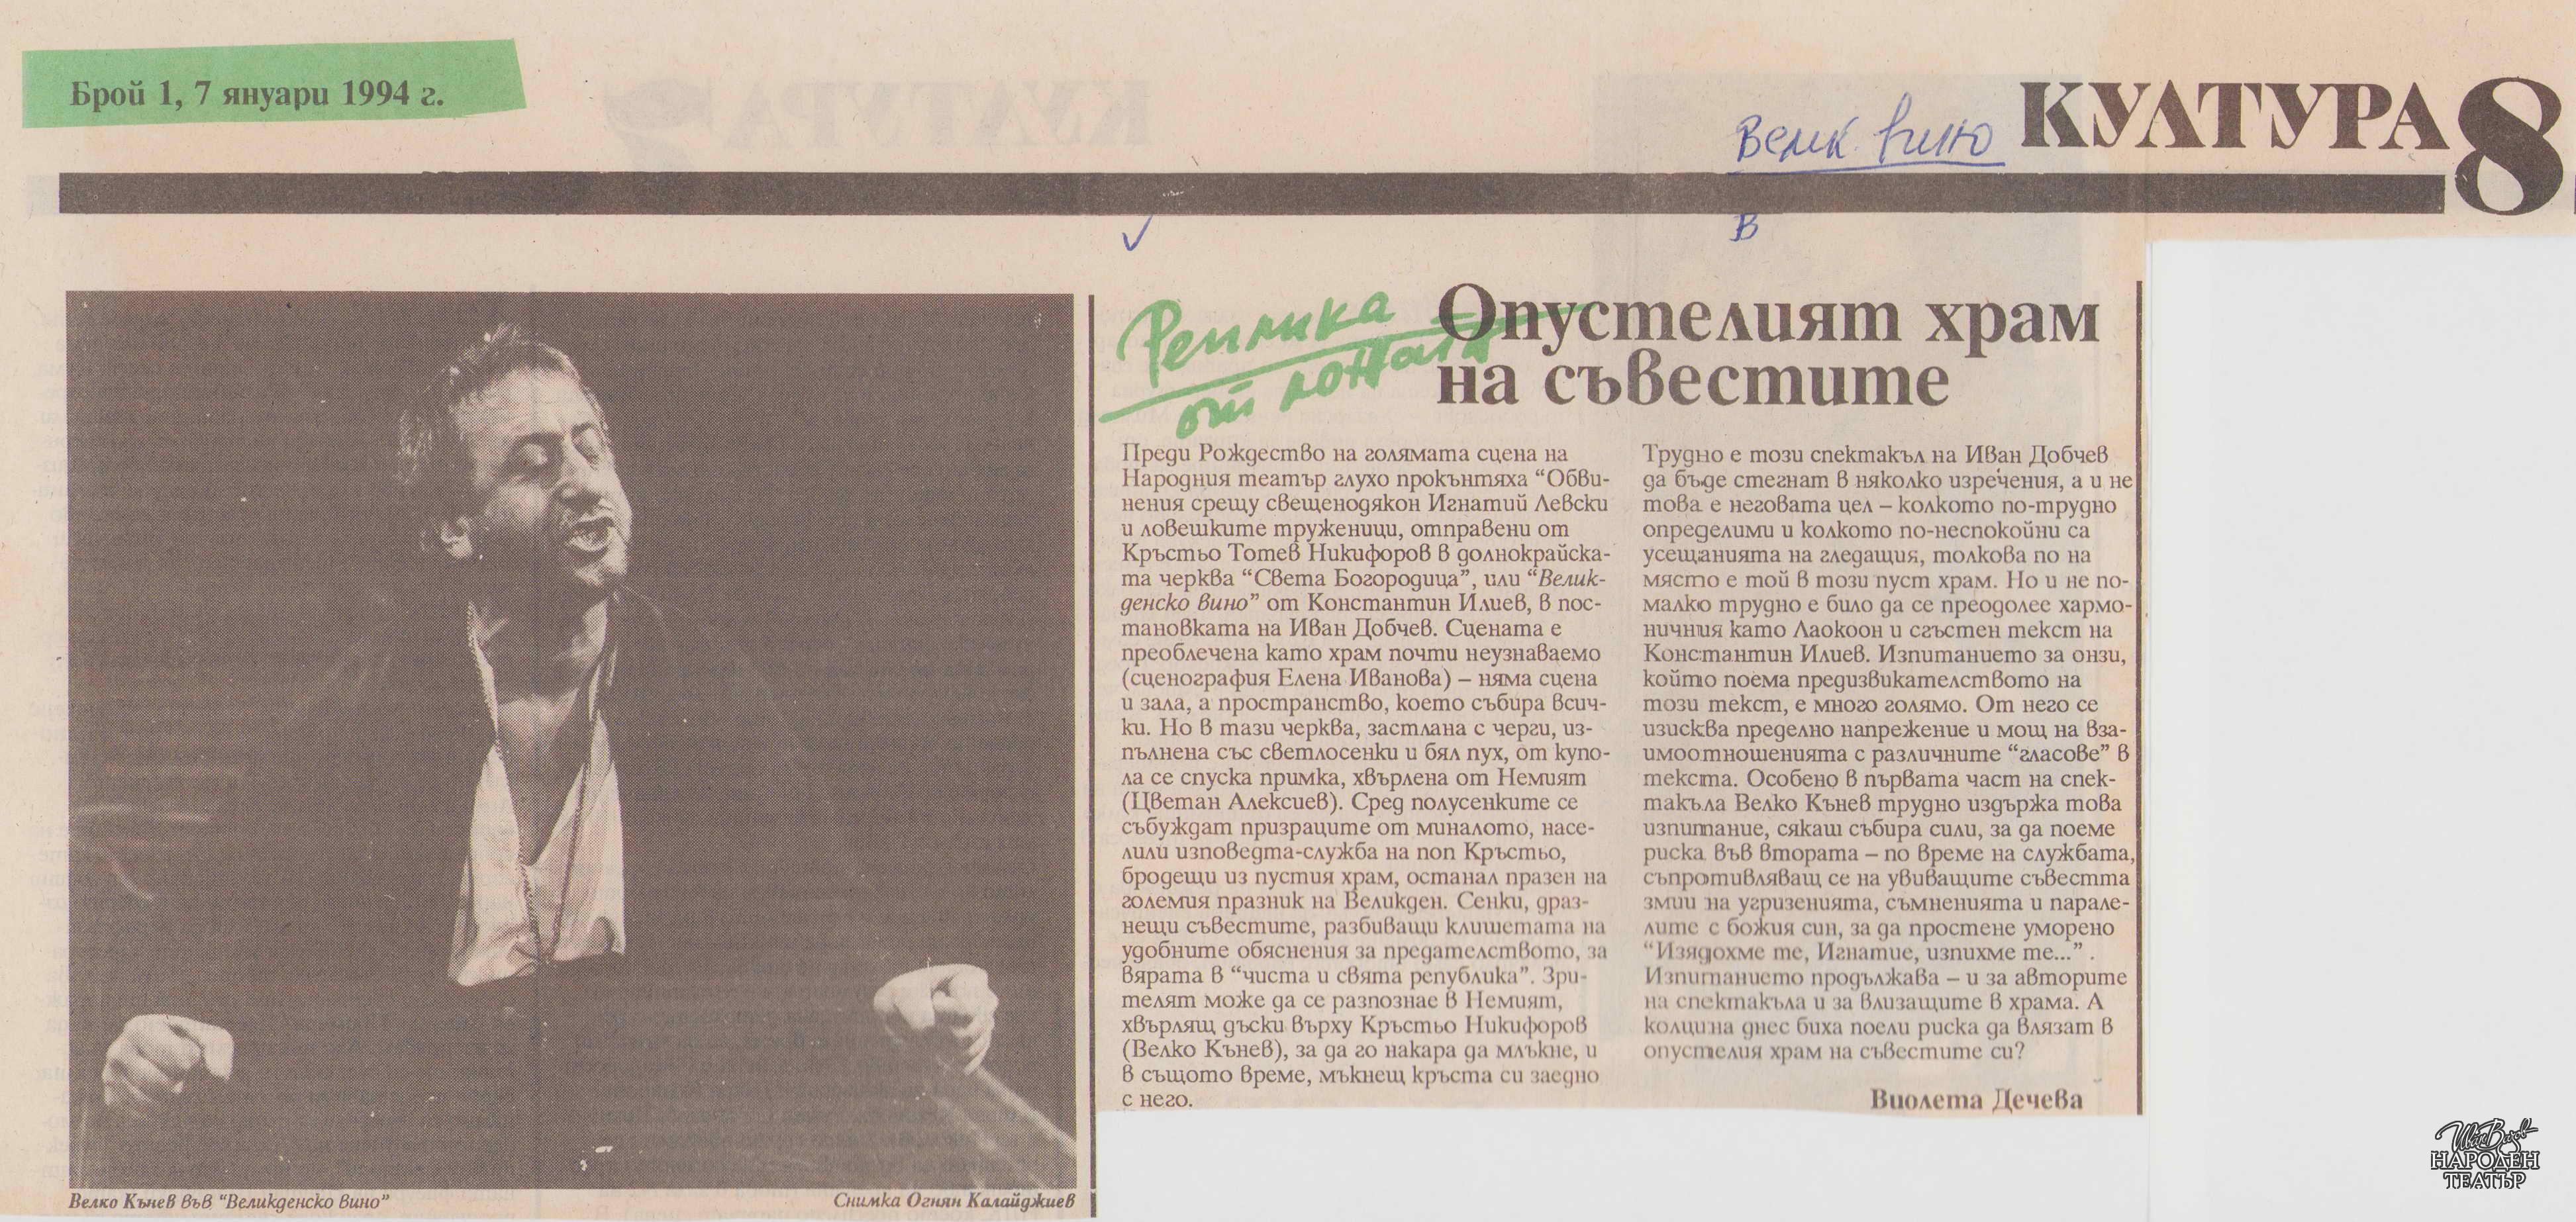 Брой 1, 7 януари 1994 г.
Велик. вино
КУЛТУРА 8
В
Реплика
от ложата
Опустелият храм
на съвестите
Преди Рождество на голямата сцена на
Народния театър глухо прокънтяха “Обви-
нения срещу свещенодякон Игнатий Левски
и ловешките труженици, отправени от
Кръстьо Тотев Никифоров в долнокрайска-
та черква “Света Богородица”, или “Велик-
денско вино” от Константин Илиев, в пос-
тановката на Иван Добчев. Сцената е
преоблечена като храм почти неузнаваемо
(сценография Елена Иванова) – няма сцена
и зала, а пространство, което събира всич-
ки. Но в тази черква, застлана с черги, из-
пълнена със светлосенки и бял пух, от купо-
ла се спуска примка, хвърлена от Немият
(Цветан Алексиев). Сред полусенките се
събуждат призраците от миналото, насе-
лили изповедта-служба на поп Кръстьо,
бродещи из пустия храм, останал празен на
големия празник на Великден. Сенки, драз-
нещи съвестите, разбиващи клишетата на
удобните обяснения за предателството, за
вярата в “чиста и свята република”. Зри-
телят може да се разпознае в Немият,
хвърлящ дъски върху Кръстьо Никифоров
(Велко Кънев), за да го накара да млъкне, и
в същото време, мъкнещ кръста си заедно
с него.
Трудно е този спектакъл на Иван Добчев
да бъде стегнат в няколко изречения, а и не
това е неговата цел – колкото по-трудно
определими и колкото по-неспокойни са
усещанията на гледащия, толкова по на
място е той в този пуст храм. Но и не по-
малко трудно е било да се преодолее хармо-
ничния като Лаокоон и сгъстен текст на
Константин Илиев. Изпитанието за онзи,
който поема предизвикателството на
този текст, е много голямо. От него се
изисква пределно напрежение и мощ на вза-
имоотношенията с различните “гласове” в
текста. Особено в първата част на спек-
такъла Велко Кънев трудно издържа това
изпитание, сякаш събира сили, за да поеме
риска във втората – по време на службата,
съпротивляващ се на увиващите съвестта
змии на угризенията, съмненията и парале-
лите с божия син, за да простене уморено
“Изядохме те, Игнатие, изпихме те...” .
Изпитанието продължава – и за авторите
на спектакъла и за влизащите в храма. А
колцина днес биха поели риска да влязат в
опустелия храм на съвестите си?
Виолета Дечева
Велко Кънев във “Великденско вино”
Снимка Огнян Калайджиев
Иван Вазов
НАРОДЕН
ТЕАТЪР